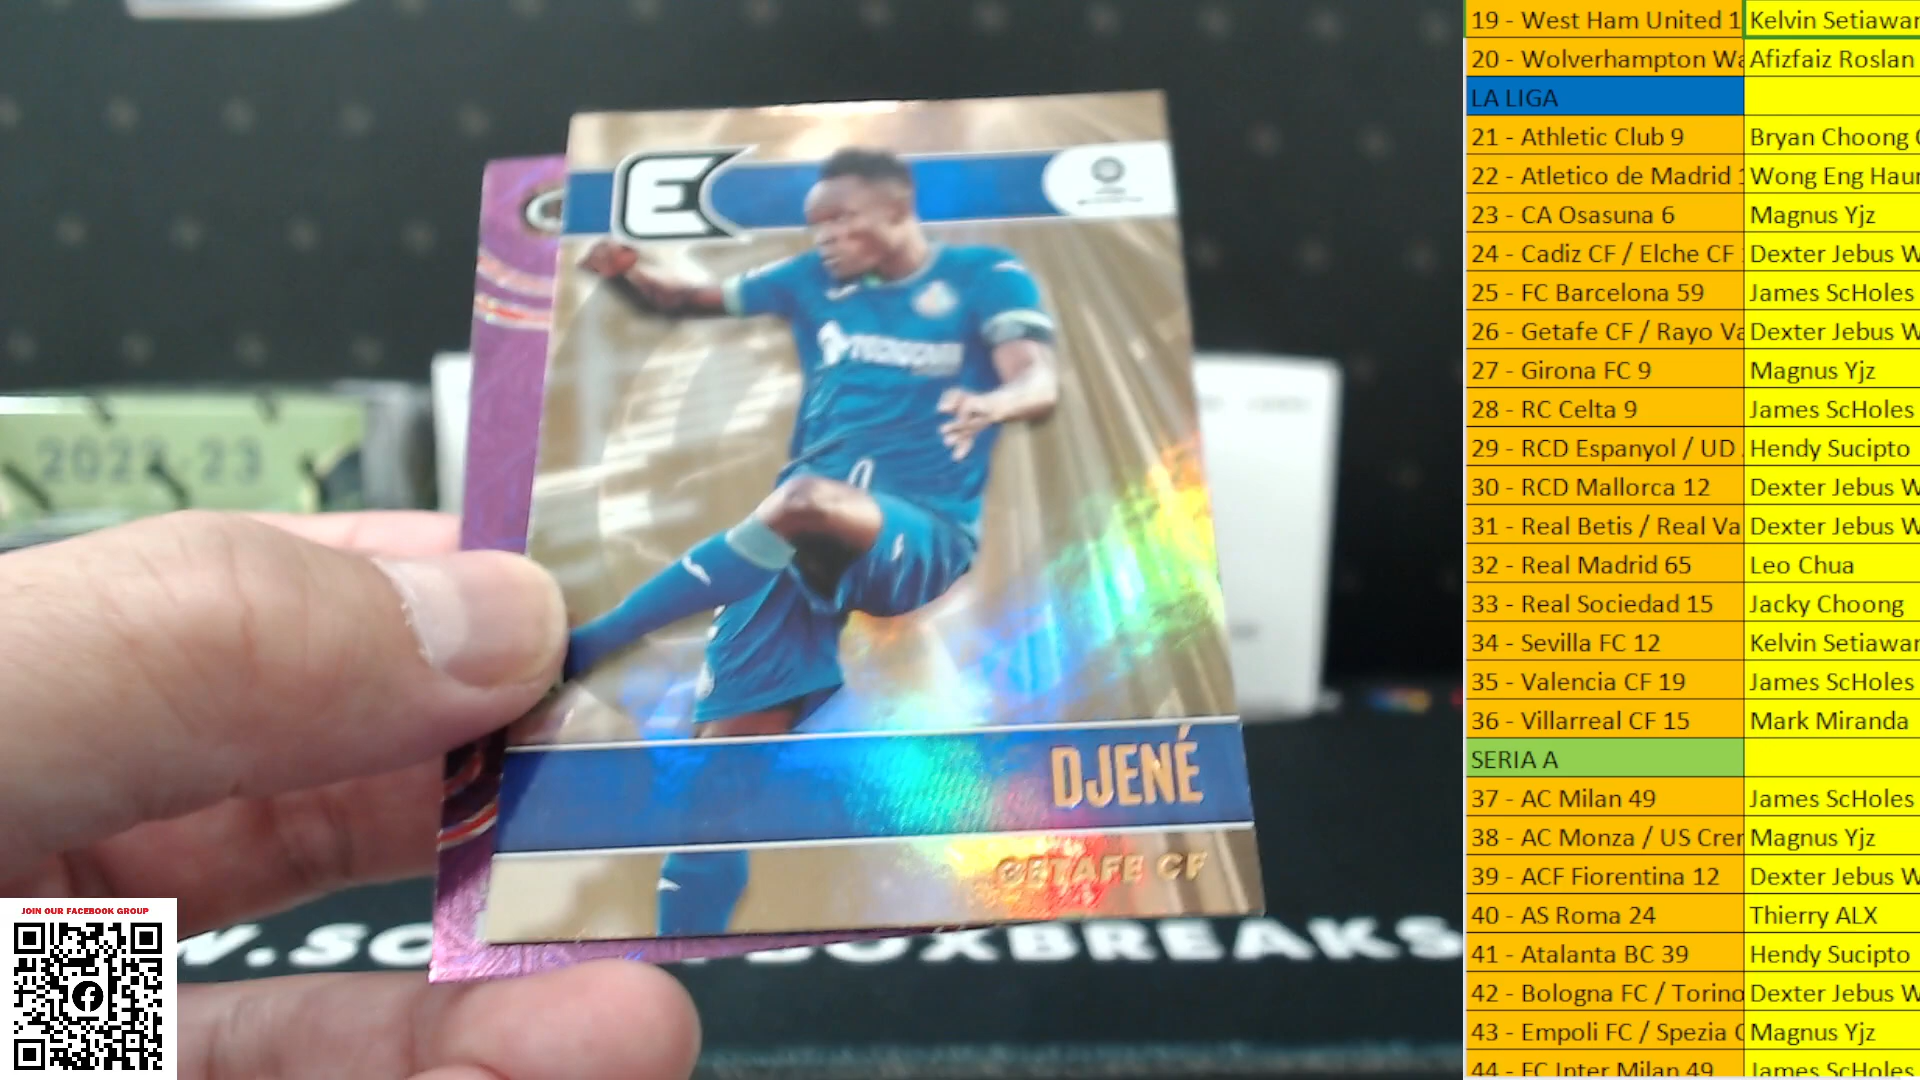 E
TECNOCASA
DJENÉ
GETAFE CF
2022-23
BOXBREAKS
JOIN OUR FACEBOOK GROUP
19 - West Ham United 1 Kelvin Setiawan
20 - Wolverhampton Wa Afizfaiz Roslan
LA LIGA
21 - Athletic Club 9 Bryan Choong
22 - Atletico de Madrid Wong Eng Haur
23 - CA Osasuna 6 Magnus Yjz
24 - Cadiz CF / Elche CF Dexter Jebus W
25 - FC Barcelona 59 James ScHoles
26 - Getafe CF / Rayo Va Dexter Jebus W
27 - Girona FC 9 Magnus Yjz
28 - RC Celta 9 James ScHoles
29 - RCD Espanyol / UD Hendy Sucipto
30 - RCD Mallorca 12 Dexter Jebus W
31 - Real Betis / Real Va Dexter Jebus W
32 - Real Madrid 65 Leo Chua
33 - Real Sociedad 15 Jacky Choong
34 - Sevilla FC 12 Kelvin Setiawan
35 - Valencia CF 19 James ScHoles
36 - Villarreal CF 15 Mark Miranda
SERIA A
37 - AC Milan 49 James ScHoles
38 - AC Monza / US Crer Magnus Yjz
39 - ACF Fiorentina 12 Dexter Jebus W
40 - AS Roma 24 Thierry ALX
41 - Atalanta BC 39 Hendy Sucipto
42 - Bologna FC / Torino Dexter Jebus W
43 - Empoli FC / Spezia C Magnus Yjz
44 - FC Inter Milan 49 James ScHoles